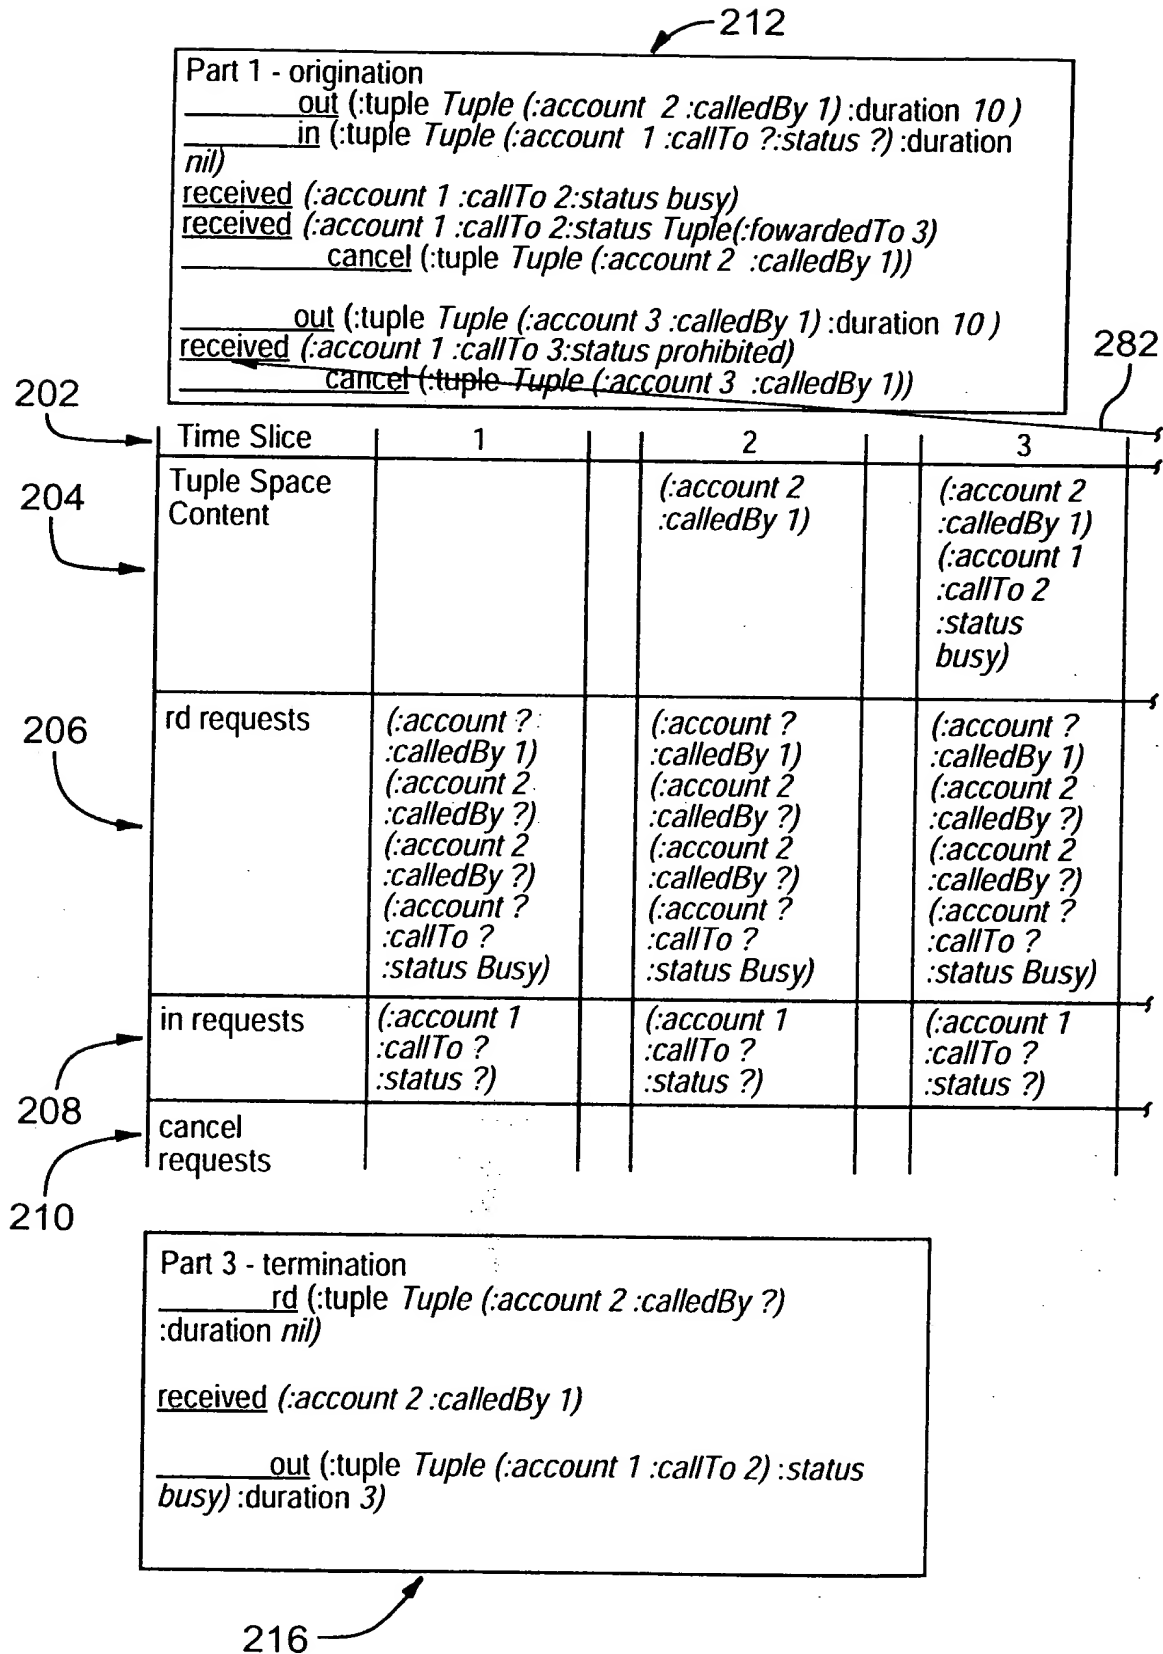 212
Part 1 - origination
out (:tuple Tuple (:account 2 :calledBy 1) :duration 10 )
in (:tuple Tuple (:account 1 :callTo ?:status ?) :duration
nil)
received (:account 1 :callTo 2:status busy)
received (:account 1 :callTo 2:status Tuple(:fowardedTo 3)
cancel (:tuple Tuple (:account 2 :calledBy 1))
out (:tuple Tuple (:account 3 :calledBy 1) :duration 10 )
received (:account 1 :callTo 3:status prohibited)
cancel (:tuple Tuple (:account 3 :calledBy 1))
282
202
Time Slice 1 2 3
204
Tuple Space
Content
(:account 2
:calledBy 1)
(:account 2
:calledBy 1)
(:account 1
:callTo 2
:status
busy)
206
rd requests
(:account ?
:calledBy 1)
(:account 2
:calledBy ?)
(:account 2
:calledBy ?)
(:account ?
:callTo ?
:status Busy)
(:account ?
:calledBy 1)
(:account 2
:calledBy ?)
(:account 2
:calledBy ?)
(:account ?
:callTo ?
:status Busy)
(:account ?
:calledBy 1)
(:account 2
:calledBy ?)
(:account 2
:calledBy ?)
(:account ?
:callTo ?
:status Busy)
208
in requests
(:account 1
:callTo ?
:status ?)
(:account 1
:callTo ?
:status ?)
(:account 1
:callTo ?
:status ?)
210
cancel
requests
Part 3 - termination
rd (:tuple Tuple (:account 2 :calledBy ?)
:duration nil)
received (:account 2 :calledBy 1)
out (:tuple Tuple (:account 1 :callTo 2) :status
busy) :duration 3)
216